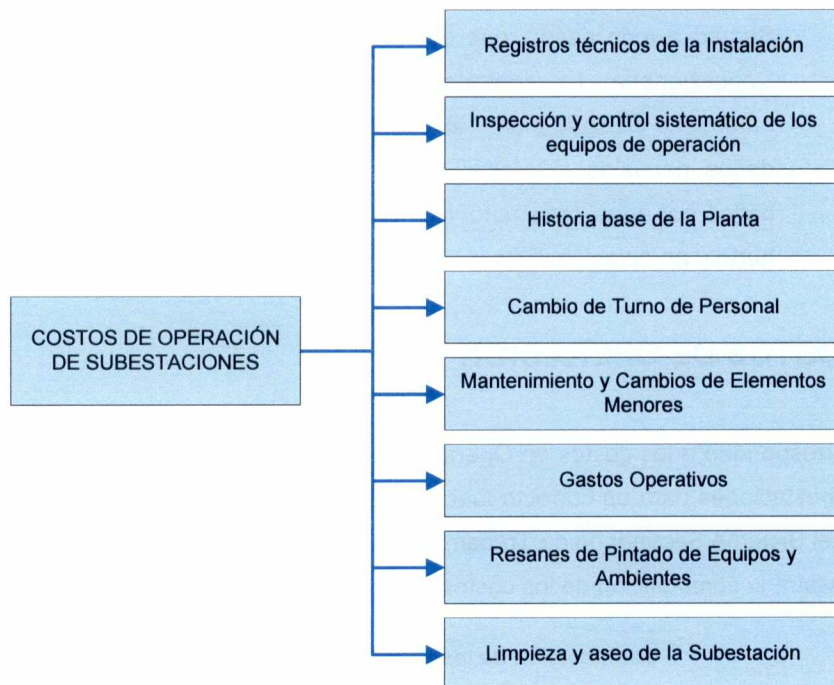 Registros técnicos de la Instalación
Inspección y control sistemático de los
equipos de operación
Historia base de la Planta
COSTOS DE OPERACIÓN
DE SUBESTACIONES
Cambio de Turno de Personal
Mantenimiento y Cambios de Elementos
Menores
Gastos Operativos
Resanes de Pintado de Equipos y
Ambientes
Limpieza y aseo de la Subestación